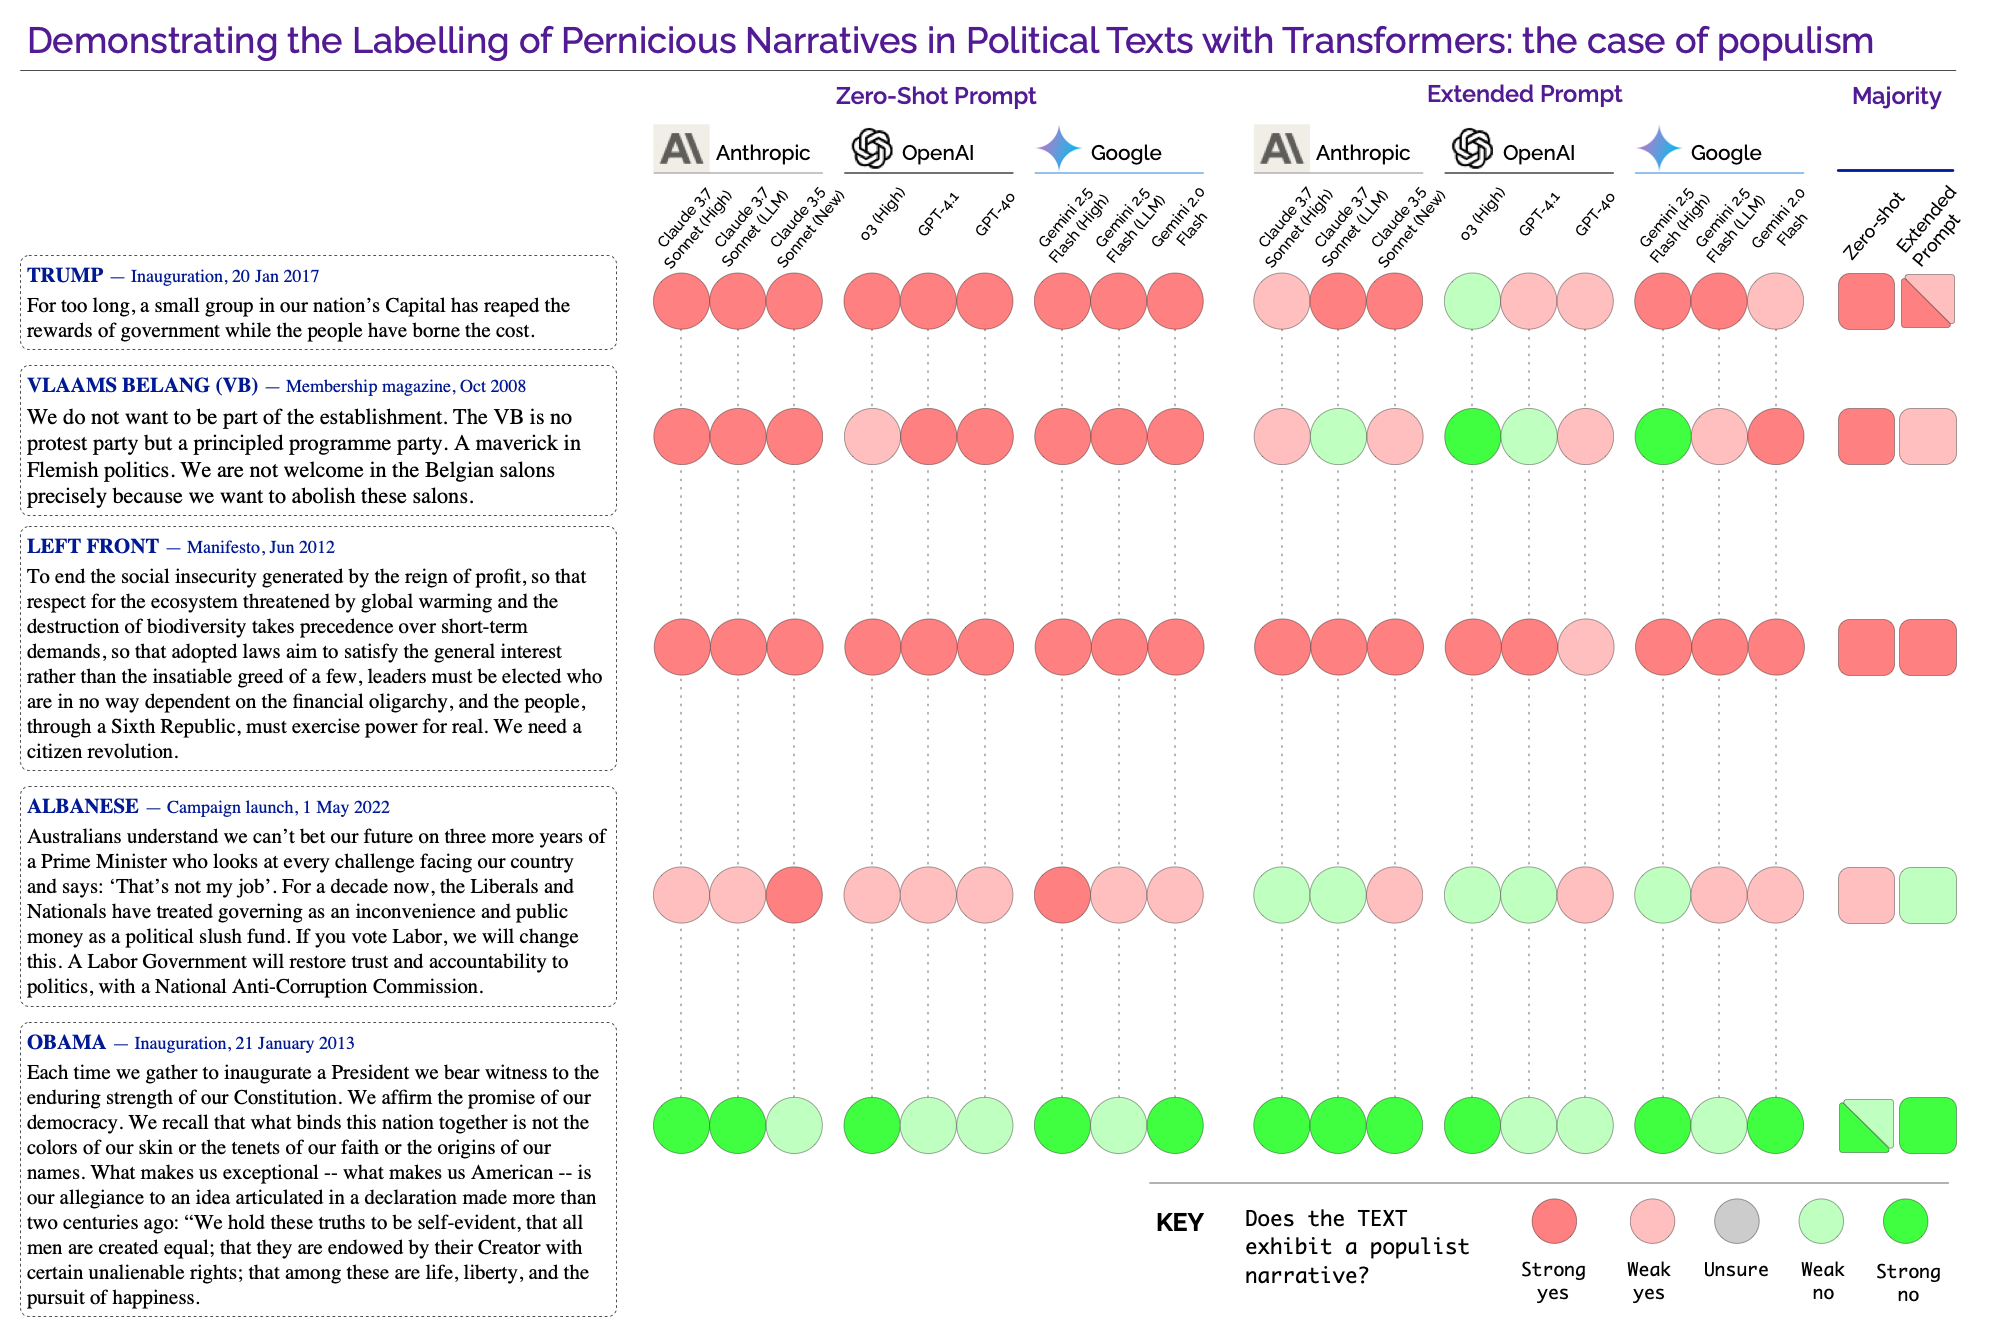 Demonstrating the Labelling of Pernicious Narratives in Political Texts with Transformers: the case of populism
Zero-Shot Prompt
Extended Prompt
Majority
Anthropic
OpenAI
Google
Anthropic
OpenAI
Google
Claude 3.7
Sonnet (High)
Claude 3.7
Sonnet (LLM)
Claude 3.5
Sonnet (New)
o3 (High)
GPT-4.1
GPT-4o
Gemini 2.5
Flash (High)
Gemini 2.5
Flash (LLM)
Gemini 2.0
Flash
Claude 3.7
Sonnet (High)
Claude 3.7
Sonnet (LLM)
Claude 3.5
Sonnet (New)
o3 (High)
GPT-4.1
GPT-4o
Gemini 2.5
Flash (High)
Gemini 2.5
Flash (LLM)
Gemini 2.0
Flash
Zero-shot
Extended
Prompt
TRUMP — Inauguration, 20 Jan 2017
For too long, a small group in our nation’s Capital has reaped the
rewards of government while the people have borne the cost.
VLAAMS BELANG (VB) — Membership magazine, Oct 2008
We do not want to be part of the establishment. The VB is no
protest party but a principled programme party. A maverick in
Flemish politics. We are not welcome in the Belgian salons
precisely because we want to abolish these salons.
LEFT FRONT — Manifesto, Jun 2012
To end the social insecurity generated by the reign of profit, so that
respect for the ecosystem threatened by global warming and the
destruction of biodiversity takes precedence over short-term
demands, so that adopted laws aim to satisfy the general interest
rather than the insatiable greed of a few, leaders must be elected who
are in no way dependent on the financial oligarchy, and the people,
through a Sixth Republic, must exercise power for real. We need a
citizen revolution.
ALBANESE — Campaign launch, 1 May 2022
Australians understand we can’t bet our future on three more years of
a Prime Minister who looks at every challenge facing our country
and says: ‘That’s not my job’. For a decade now, the Liberals and
Nationals have treated governing as an inconvenience and public
money as a political slush fund. If you vote Labor, we will change
this. A Labor Government will restore trust and accountability to
politics, with a National Anti-Corruption Commission.
OBAMA — Inauguration, 21 January 2013
Each time we gather to inaugurate a President we bear witness to the
enduring strength of our Constitution. We affirm the promise of our
democracy. We recall that what binds this nation together is not the
colors of our skin or the tenets of our faith or the origins of our
names. What makes us exceptional -- what makes us American -- is
our allegiance to an idea articulated in a declaration made more than
two centuries ago: “We hold these truths to be self-evident, that all
men are created equal; that they are endowed by their Creator with
certain unalienable rights; that among these are life, liberty, and the
pursuit of happiness.
KEY
Does the TEXT
exhibit a populist
narrative?
Strong
yes
Weak
yes
Unsure
Weak
no
Strong
no